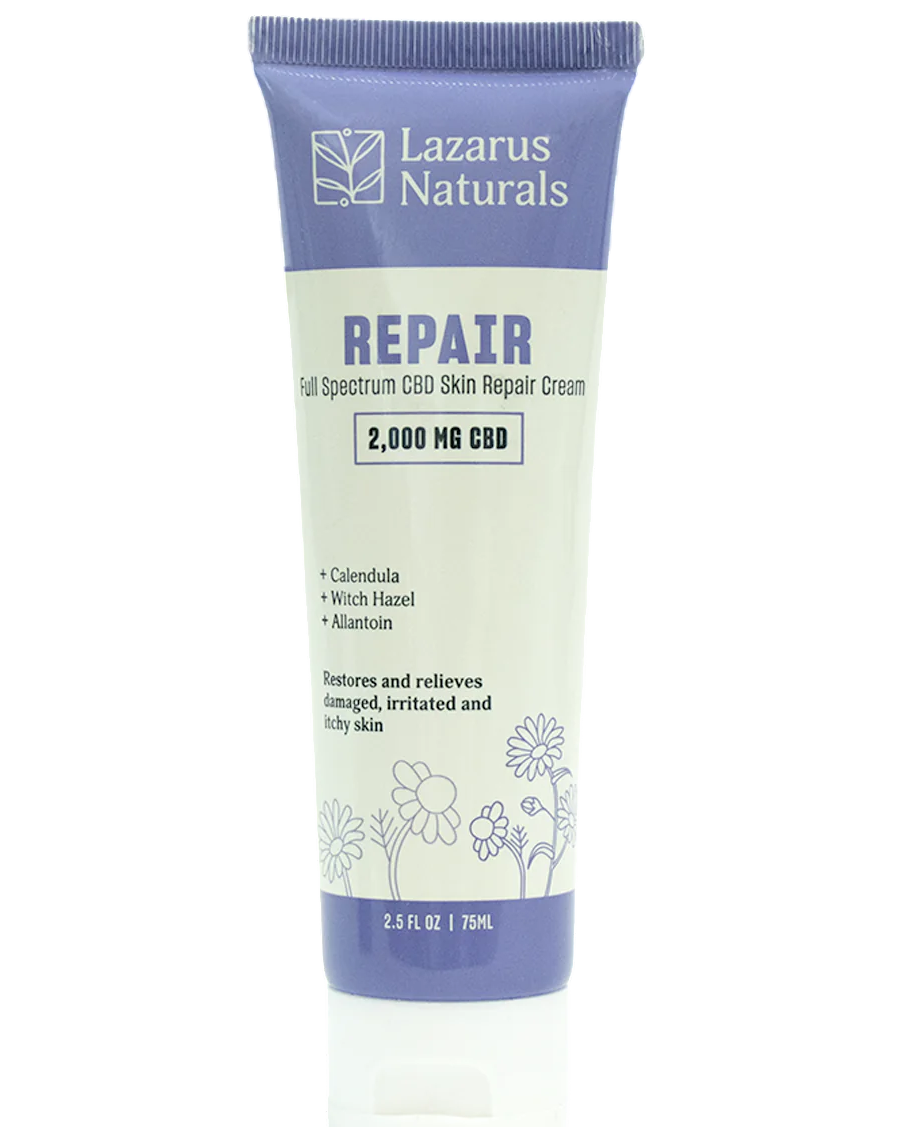 Lazarus
Naturals
REPAIR
Full Spectrum CBD Skin Repair Cream
2,000 MG CBD
+ Calendula
+ Witch Hazel
+ Allantoin
Restores and relieves
damaged, irritated and
itchy skin
2.5 FL OZ | 75ML